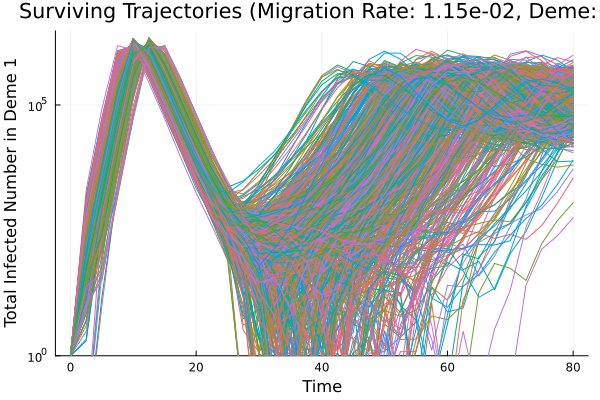 Surviving Trajectories (Migration Rate: 1.15e-02, Deme:
Total Infected Number in Deme 1
10^5
10^0
0 20 40 60 80
Time